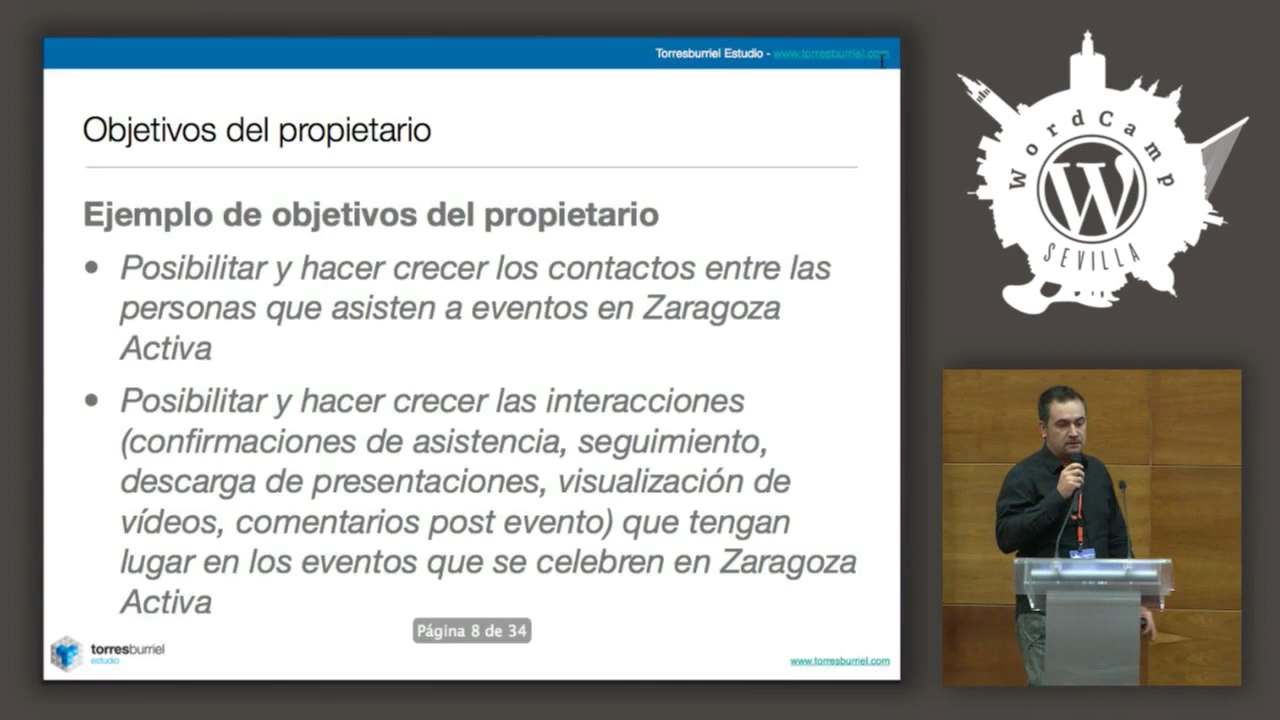 Torresburriel Estudio - www.torresburriel.com
Objetivos del propietario
Ejemplo de objetivos del propietario
• Posibilitar y hacer crecer los contactos entre las
personas que asisten a eventos en Zaragoza
Activa
• Posibilitar y hacer crecer las interacciones
(confirmaciones de asistencia, seguimiento,
descarga de presentaciones, visualización de
vídeos, comentarios post evento) que tengan
lugar en los eventos que se celebren en Zaragoza
Activa
Página 8 de 34
torresburriel
estudio
www.torresburriel.com
WordCamp
W
SEVILLA